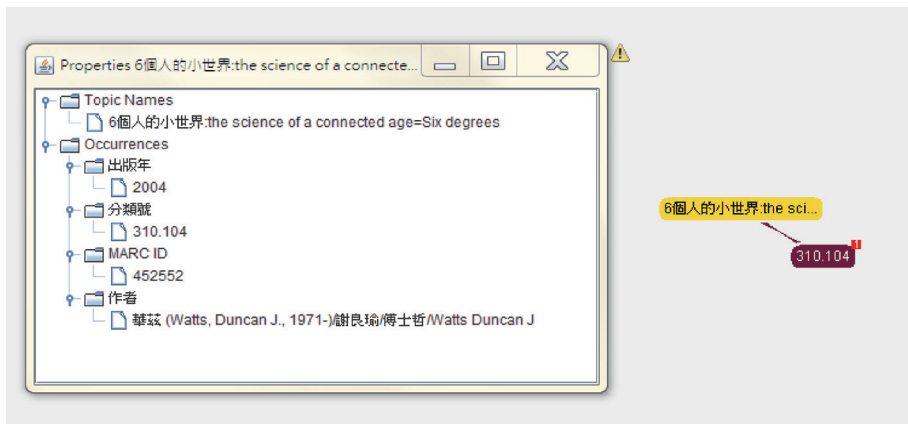 Properties 6個人的小世界:the science of a connecte...
Topic Names
6個人的小世界:the science of a connected age=Six degrees
Occurrences
出版年
2004
分類號
310.104
MARC ID
452552
作者
華茲 (Watts, Duncan J., 1971-)/謝良瑜/傅士哲/Watts Duncan J
6個人的小世界:the sci...
310.104
1